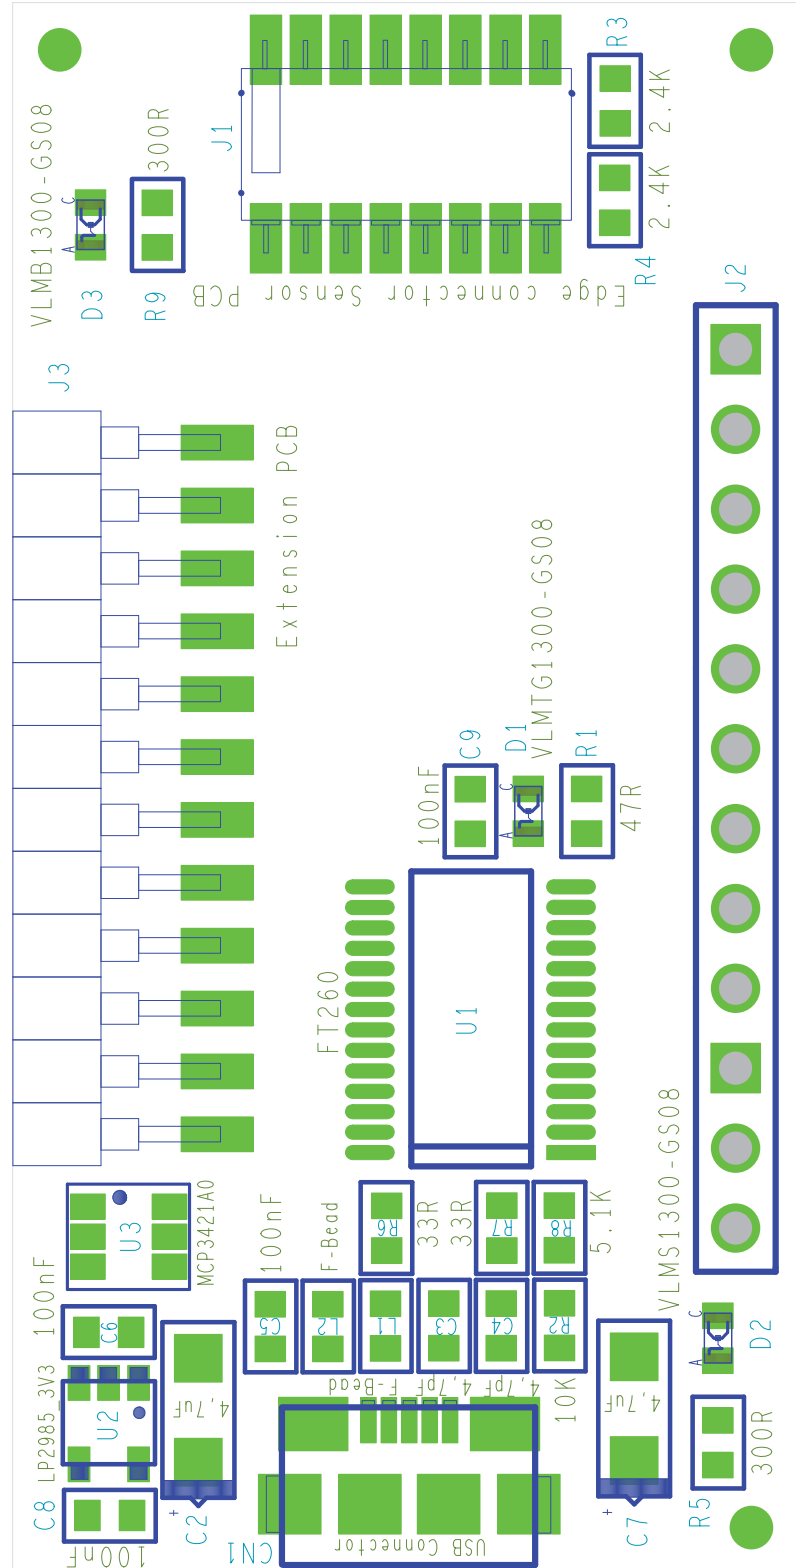 R3
2.4K
J1
300R
VLMB1300-GS08
C
A
2.4K
R4
D3
R9
Edge connector Sensor PCB
J2
J3
Extension PCB
VLMTG1300-GS08
C9
D1
R1
100nF
C
A
47R
FT260
U1
VLMS1300-GS08
MCP3421A0
U3
100nF
F-Bead
R6
33R
33R
R7
R8
5.1K
100nF
C6
C5
L2
L1
C3
C4
R2
C
A
D2
LP2985_3V3
U2
4,7uF
F-Bead
4,7pF
4,7pF
10K
4,7uF
300R
R5
C8
+
C2
CN1
USB Connector
+
C7
100nF